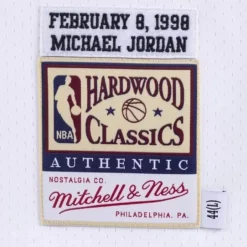 FEBRUARY 8, 1998
MICHAEL JORDAN
HARDWOOD
NBA
CLASSICS
AUTHENTIC
NOSTALGIA CO.
Mitchell & Ness
PHILADELPHIA, PA.
44(L)